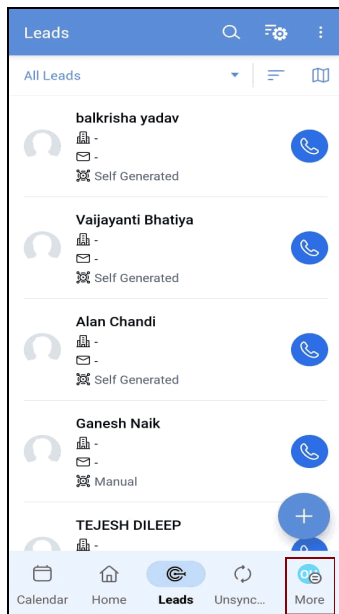 Leads
All Leads
balkrisha yadav
-
-
Self Generated
Vaijayanti Bhatiya
-
-
Self Generated
Alan Chandi
-
-
Self Generated
Ganesh Naik
-
-
Manual
TEJESH DILEEP
-
Calendar Home Leads Unsync... More